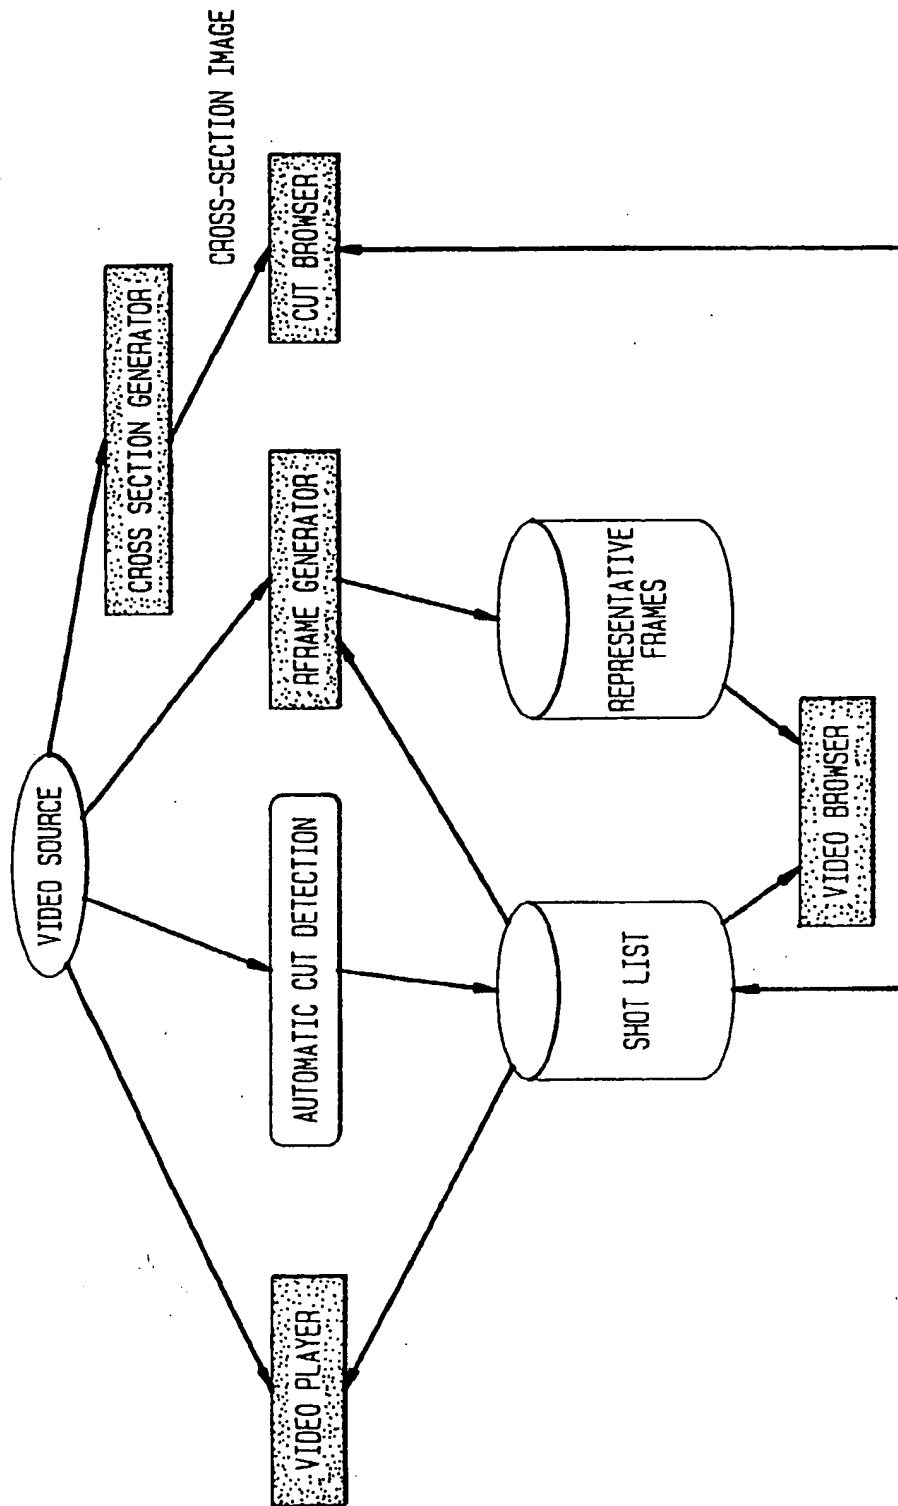 VIDEO SOURCE
CROSS SECTION GENERATOR
CROSS-SECTION IMAGE
VIDEO PLAYER
AUTOMATIC CUT DETECTION
RFRAME GENERATOR
CUT BROWSER
SHOT LIST
REPRESENTATIVE
FRAMES
VIDEO BROWSER